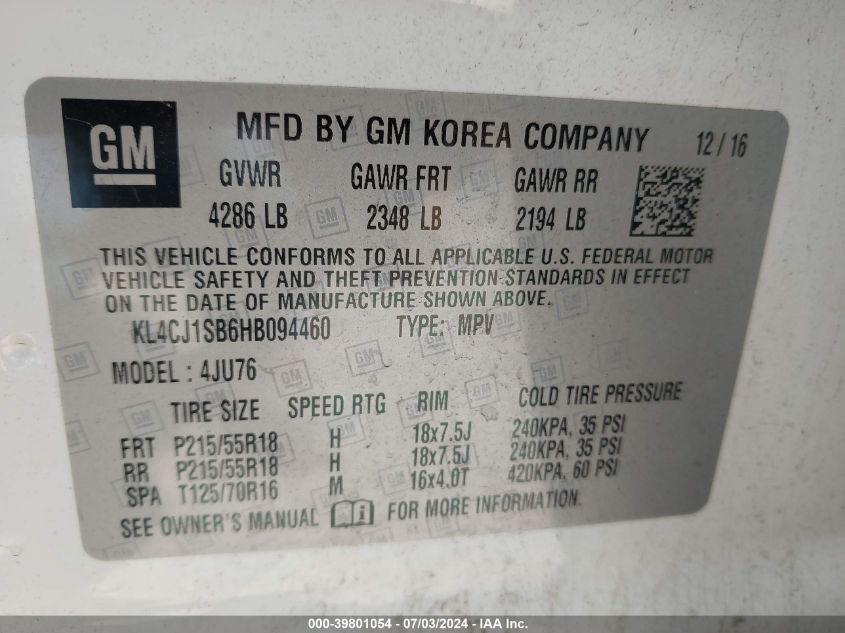 GM
MFD BY GM KOREA COMPANY 12/16
GVWR GAWR FRT GAWR RR
4286 LB 2348 LB 2194 LB
THIS VEHICLE CONFORMS TO ALL APPLICABLE U.S. FEDERAL MOTOR
VEHICLE SAFETY AND THEFT PREVENTION STANDARDS IN EFFECT
ON THE DATE OF MANUFACTURE SHOWN ABOVE.
KL4CJ1SB6HB094460 TYPE: MPV
MODEL : 4JU76
TIRE SIZE SPEED RTG RIM COLD TIRE PRESSURE
FRT P215/55R18 H 18x7.5J 240KPA, 35 PSI
RR P215/55R18 H 18x7.5J 240KPA, 35 PSI
SPA T125/70R16 M 16x4.0T 420KPA, 60 PSI
SEE OWNER'S MANUAL FOR MORE INFORMATION.
000-39801054 - 07/03/2024 - IAA Inc.